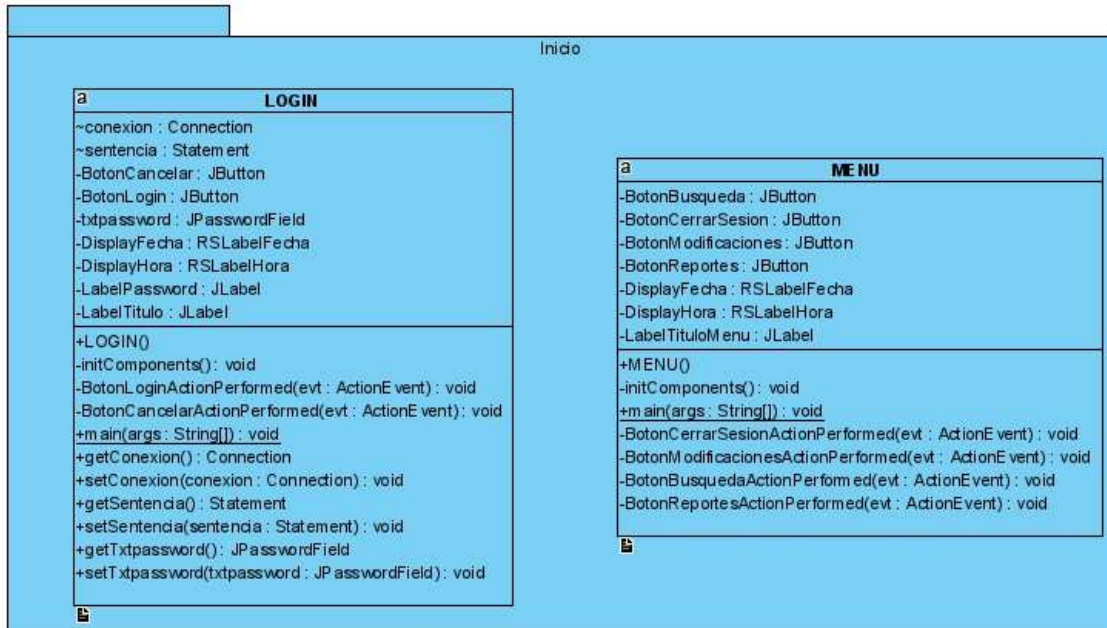 Inicio
a
LOGIN
~conexion : Connection
~sentencia : Statement
-BotonCancelar : JButton
-BotonLogin : JButton
-txtpassword : JPasswordField
-DisplayFecha : RSLabelFecha
-DisplayHora : RSLabelHora
-LabelPassword : JLabel
-LabelTitulo : JLabel
+LOGIN()
-initComponents() : void
-BotonLoginActionPerformed(evt : ActionEvent) : void
-BotonCancelarActionPerformed(evt : ActionEvent) : void
+main(args : String[]) : void
+getConexion() : Connection
+setConexion(conexion : Connection) : void
+getSentencia() : Statement
+setSentencia(sentencia : Statement) : void
+getTxtpassword() : JPasswordField
+setTxtpassword(txtpassword : JPasswordField) : void
a
MENU
-BotonBusqueda : JButton
-BotonCerrarSesion : JButton
-BotonModificaciones : JButton
-BotonReportes : JButton
-DisplayFecha : RSLabelFecha
-DisplayHora : RSLabelHora
-LabelTituloMenu : JLabel
+MENU()
-initComponents() : void
+main(args : String[]) : void
-BotonCerrarSesionActionPerformed(evt : ActionEvent) : void
-BotonModificacionesActionPerformed(evt : ActionEvent) : void
-BotonBusquedaActionPerformed(evt : ActionEvent) : void
-BotonReportesActionPerformed(evt : ActionEvent) : void